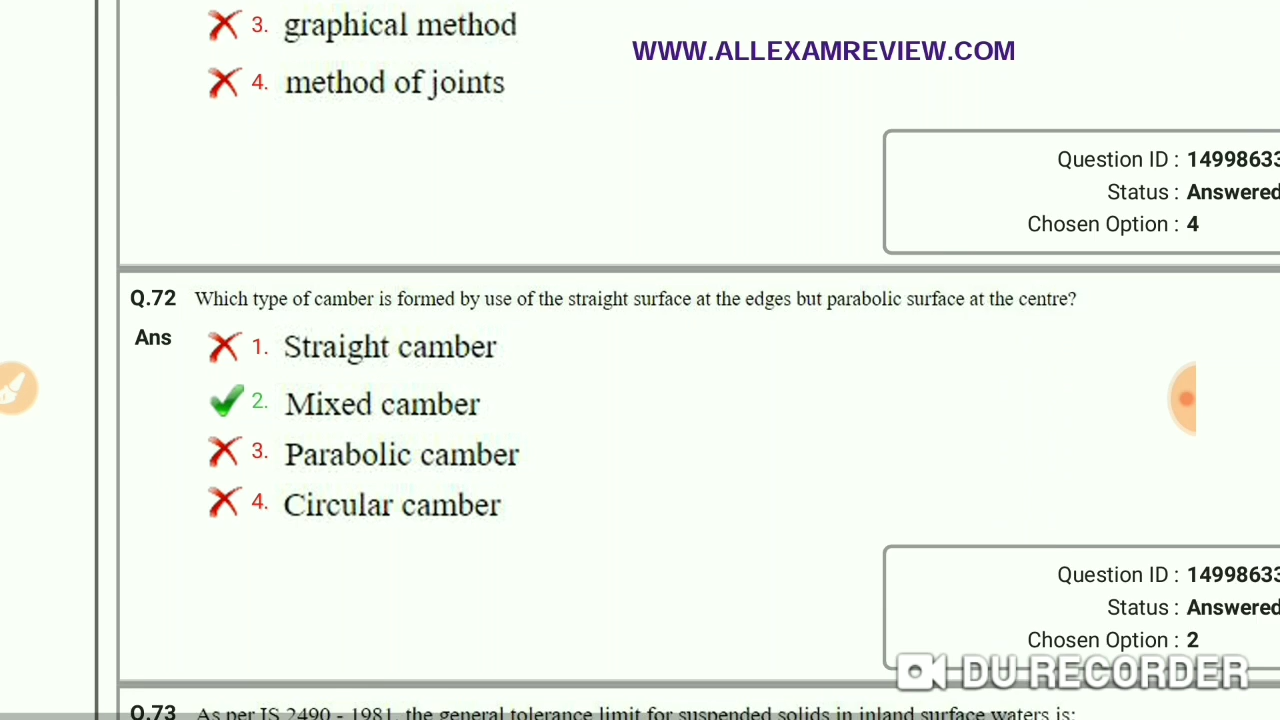 3. graphical method
WWW.ALLEXAMREVIEW.COM
4. method of joints
Question ID : 14998633
Status : Answered
Chosen Option : 4
Q.72 Which type of camber is formed by use of the straight surface at the edges but parabolic surface at the centre?
Ans
1. Straight camber
2. Mixed camber
3. Parabolic camber
4. Circular camber
Question ID : 14998633
Status : Answered
Chosen Option : 2
DU RECORDER
Q.73 As per IS 2490 - 1981, the general tolerance limit for suspended solids in inland surface waters is: